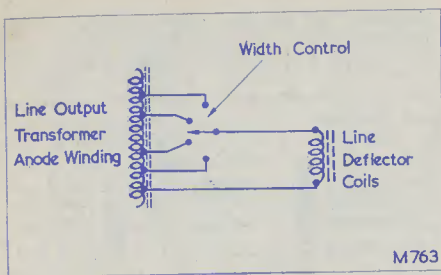 Width Control
Line Output
Transformer
Anode Winding
Line
Deflector
Coils
M763